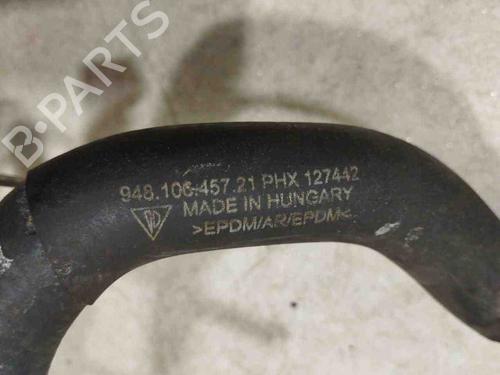 B-PARTS
948.106.457.21 PHX 127442
MADE IN HUNGARY
>EPDM/AR/EPDM<